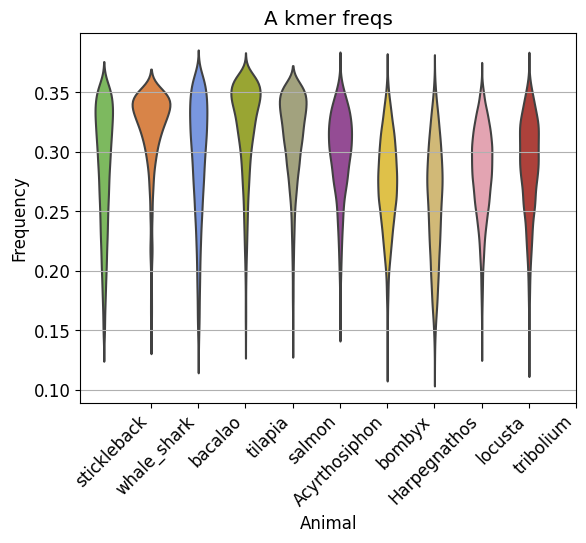 A kmer freqs
Frequency
0.35
0.30
0.25
0.20
0.15
0.10
stickleback
whale_shark
bacalao
tilapia
salmon
Acyrthosiphon
bombyx
Harpegnathos
locusta
tribolium
Animal